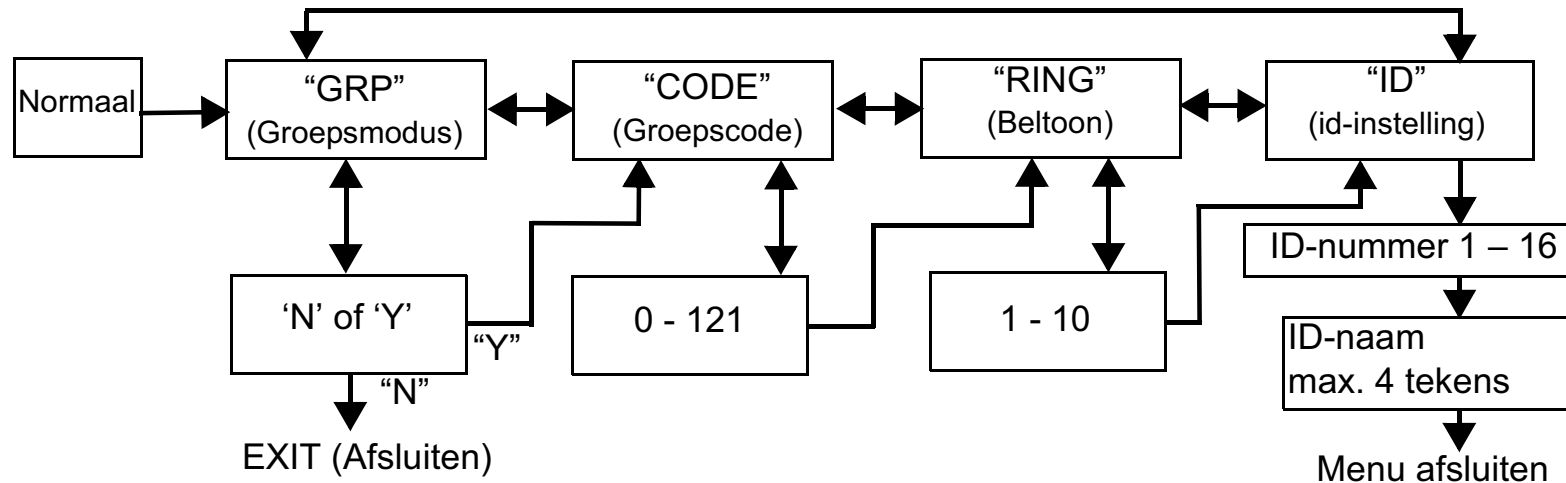 Normaal
“GRP”
(Groepsmodus)
“CODE”
(Groepscode)
“RING”
(Beltoon)
“ID”
(id-instelling)
‘N’ of ‘Y’
“Y”
“N”
EXIT (Afsluiten)
0 - 121
1 - 10
ID-nummer 1 – 16
ID-naam
max. 4 tekens
Menu afsluiten